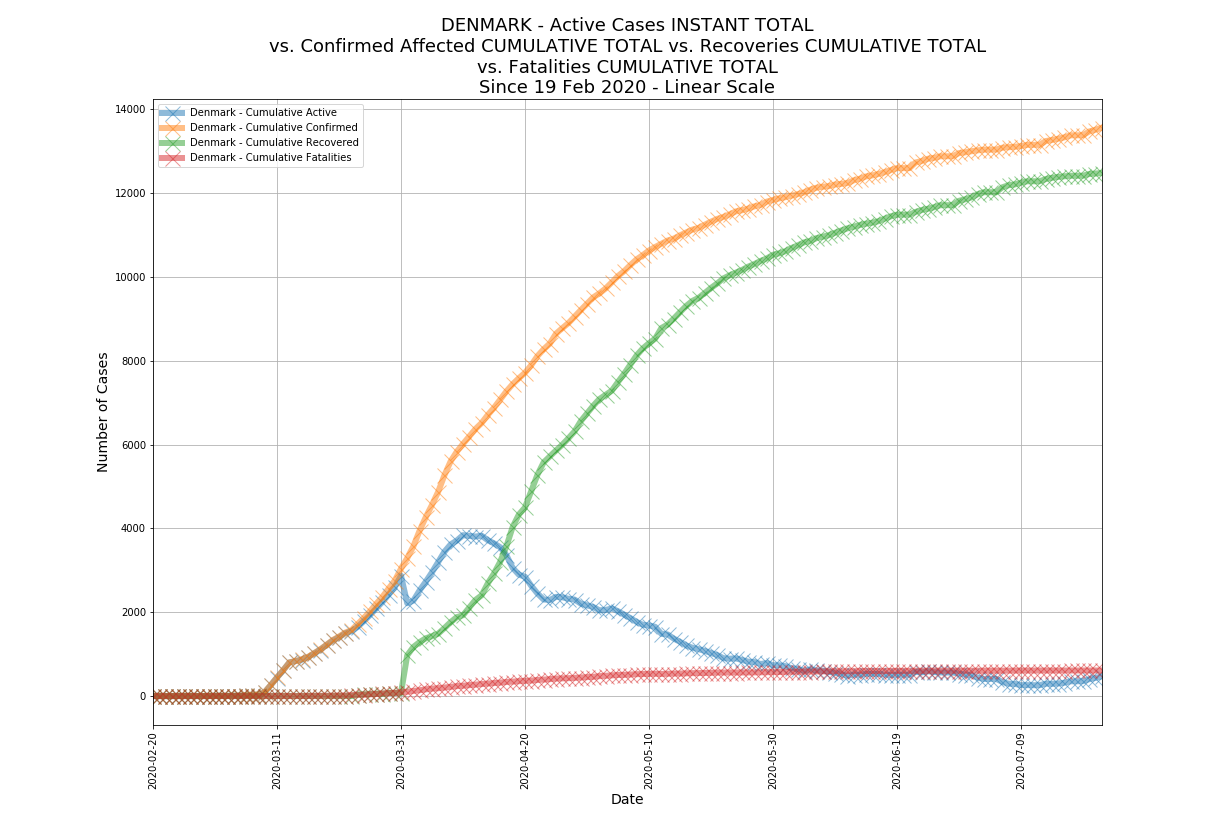 DENMARK - Active Cases INSTANT TOTAL
vs. Confirmed Affected CUMULATIVE TOTAL vs. Recoveries CUMULATIVE TOTAL
vs. Fatalities CUMULATIVE TOTAL
Since 19 Feb 2020 - Linear Scale
Denmark - Cumulative Active
Denmark - Cumulative Confirmed
Denmark - Cumulative Recovered
Denmark - Cumulative Fatalities
Number of Cases
14000
12000
10000
8000
6000
4000
2000
0
2020-02-20
2020-03-11
2020-03-31
2020-04-20
2020-05-10
2020-05-30
2020-06-19
2020-07-09
Date